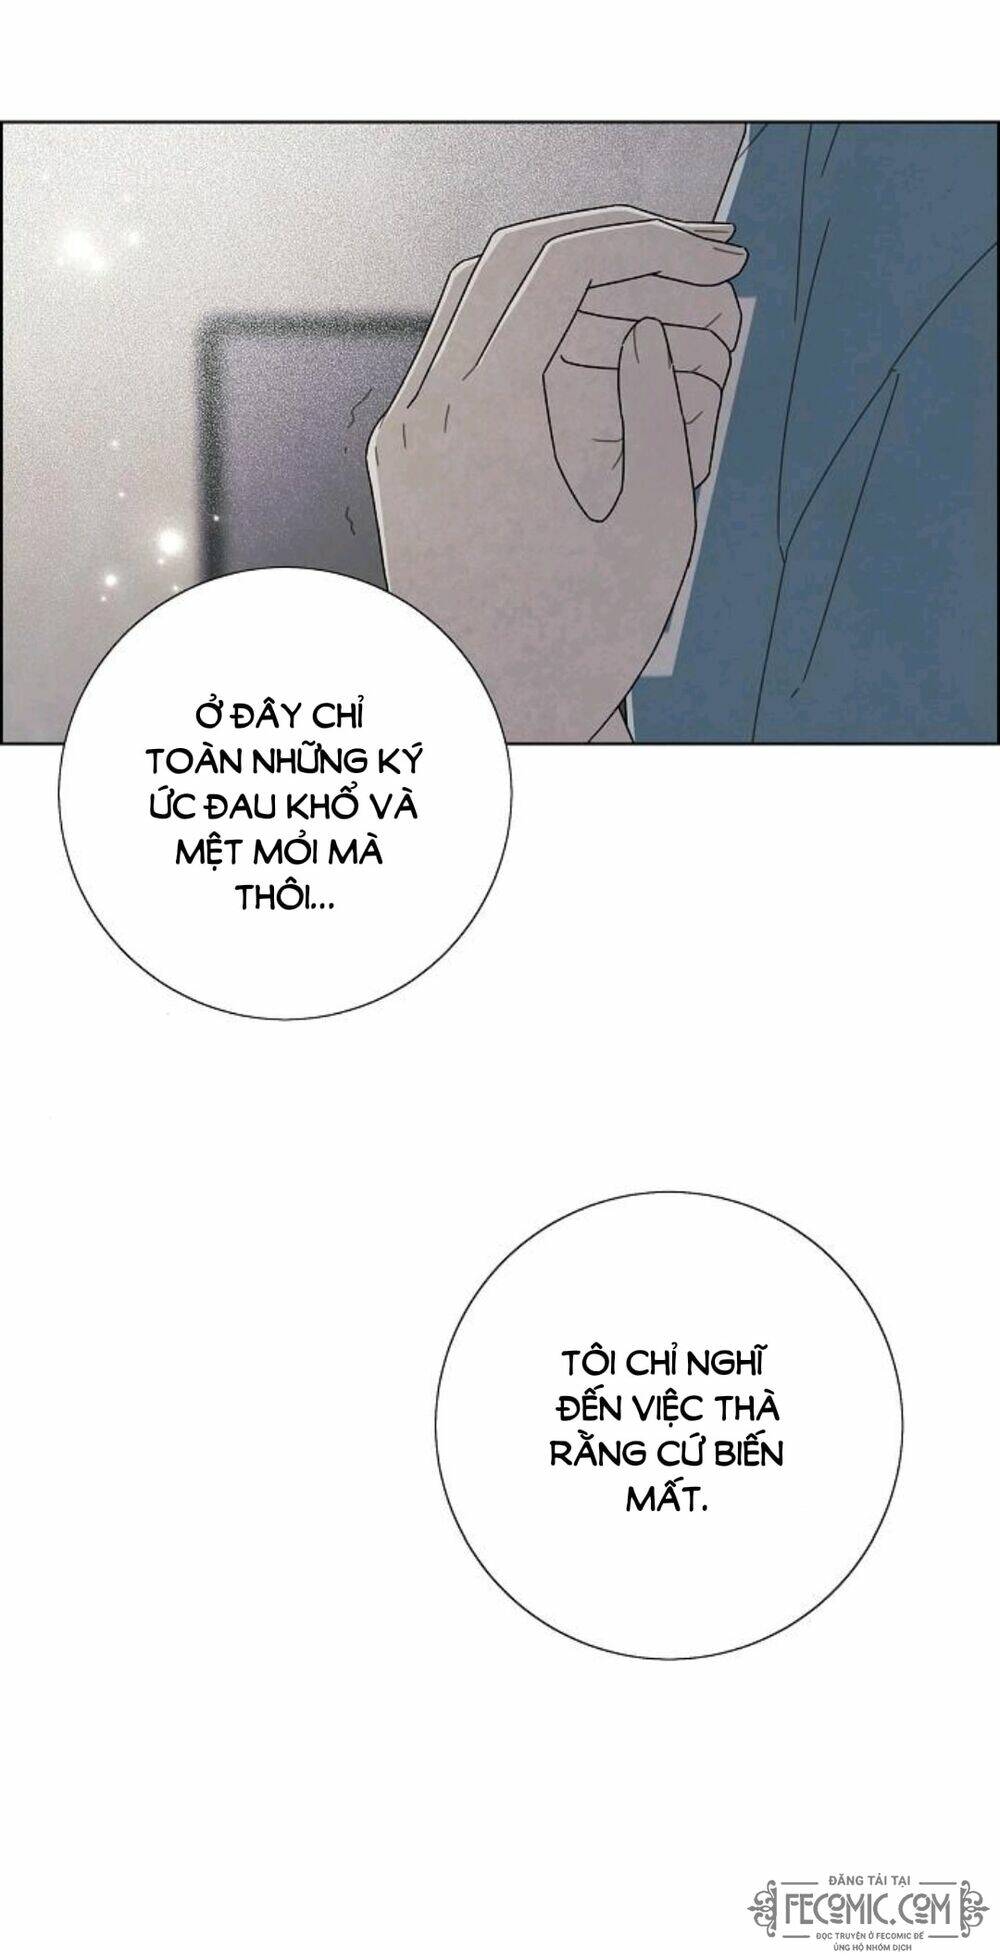 Ở ĐÂY CHỈ
TOÀN NHỮNG KÝ
ỨC ĐAU KHỔ VÀ
MỆT MỎI MÀ
THÔI...
TÔI CHỈ NGHĨ
ĐẾN VIỆC THÀ
RẰNG CỨ BIẾN
MẤT.
ĐĂNG TẢI TẠI
FECOMIC.COM
ĐỌC TRUYỆN Ở FECOMIC ĐỂ
ỦNG HỘ NHÓM DỊCH